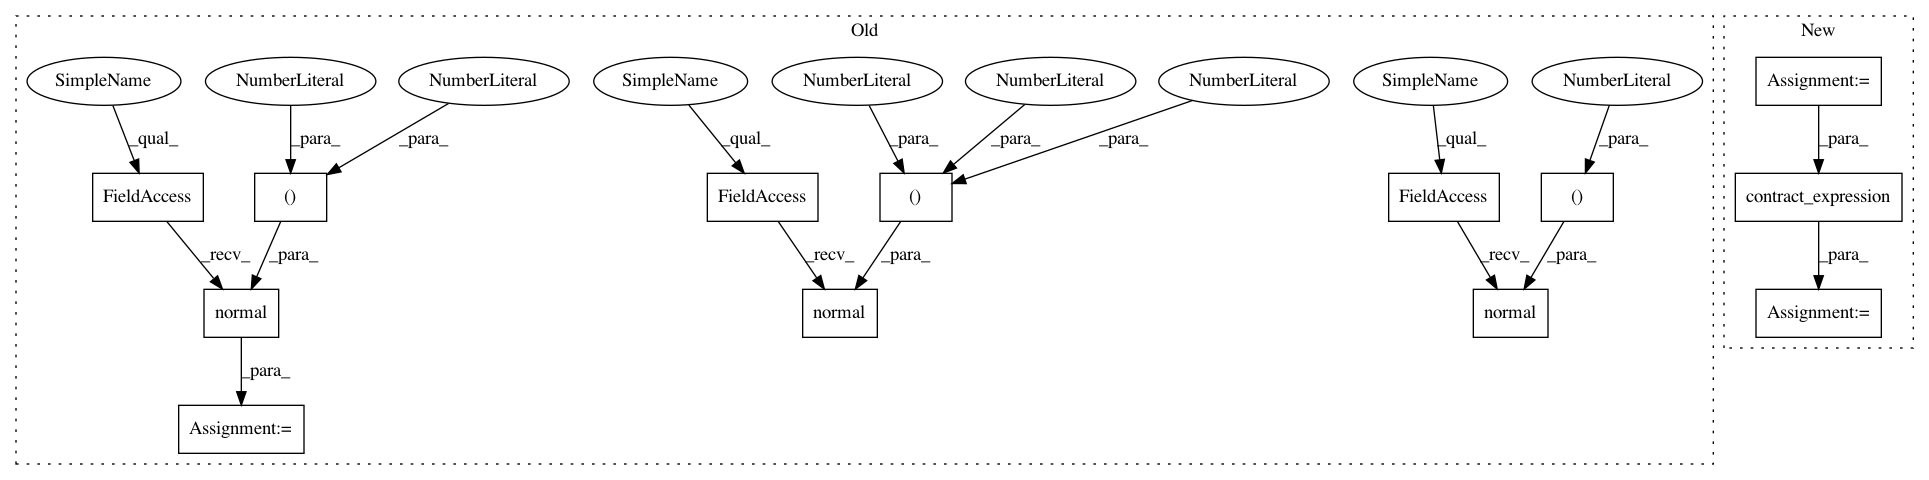 Old
New
SimpleName
NumberLiteral
NumberLiteral
SimpleName
NumberLiteral
NumberLiteral
NumberLiteral
SimpleName
NumberLiteral
Assignment:=
_qual_
_para_
_para_
_qual_
_para_
_para_
_para_
_qual_
_para_
_para_
FieldAccess
()
FieldAccess
()
FieldAccess
()
contract_expression
_recv_
_para_
_recv_
_para_
_recv_
_para_
_para_
normal
normal
normal
Assignment:=
_para_
Assignment:=